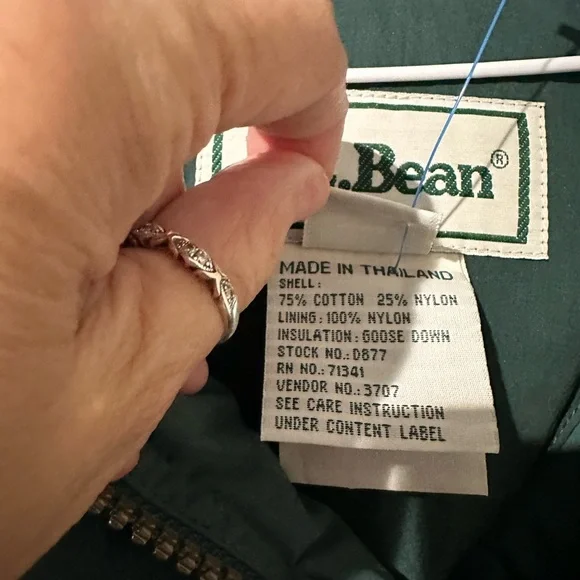 .Bean®
MADE IN THAILAND
SHELL:
75% COTTON 25% NYLON
LINING:100% NYLON
INSULATION:GOOSE DOWN
STOCK NO.:D877
RN NO.:71341
VENDOR NO.:3707
SEE CARE INSTRUCTION
UNDER CONTENT LABEL